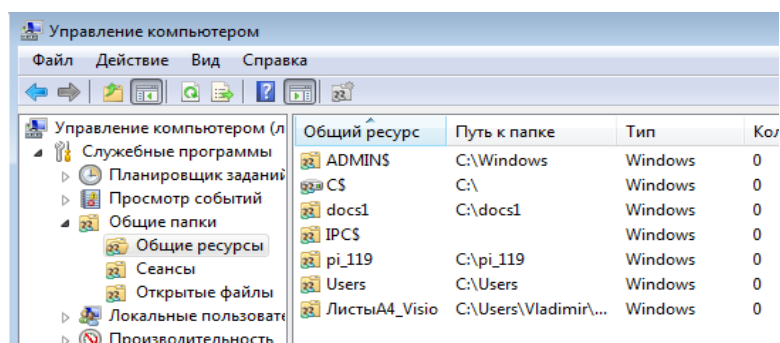 Управление компьютером
Файл Действие Вид Справка
Управление компьютером (л
Служебные программы
Планировщик заданий
Просмотр событий
Общие папки
Общие ресурсы
Сеансы
Открытые файлы
Локальные пользовате
Производительность
Общий ресурс Путь к папке Тип Кол
ADMIN$ C:\Windows Windows 0
C$ C:\ Windows 0
docs1 C:\docs1 Windows 0
IPC$ Windows 0
pi_119 C:\pi_119 Windows 0
Users C:\Users Windows 0
ЛистыА4_Visio C:\Users\Vladimir\... Windows 0